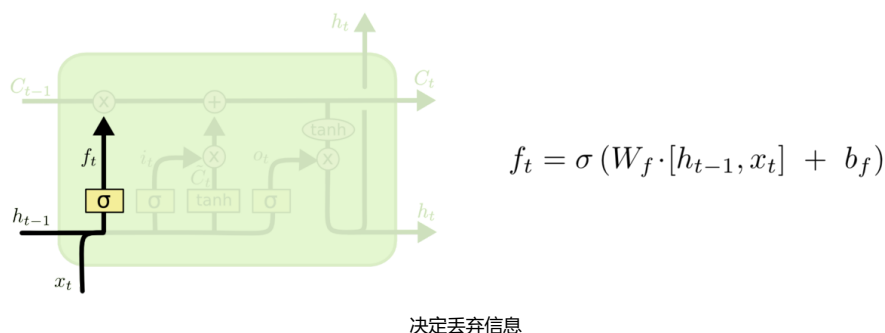 h_t
C_{t-1}
C_t
tanh
f_t
i_t
o_t
C̃_t
σ
σ
tanh
σ
h_{t-1}
h_t
x_t
f_t = σ (W_f·[h_{t-1}, x_t] + b_f)
决定丢弃信息